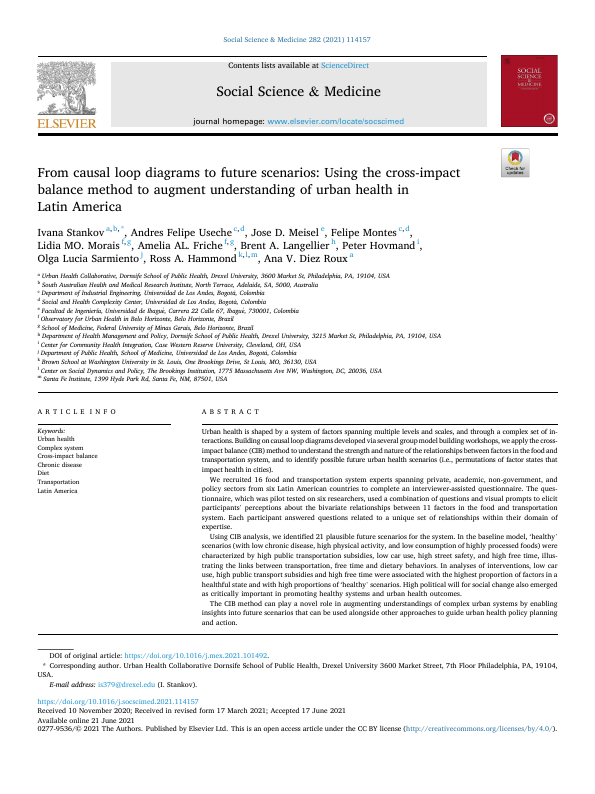 Social Science & Medicine 282 (2021) 114157
Contents lists available at ScienceDirect
Social Science & Medicine
journal homepage: www.elsevier.com/locate/socscimed
ELSEVIER
SOCIAL
SCIENCE
& MEDICINE
Check for
updates
From causal loop diagrams to future scenarios: Using the cross-impact
balance method to augment understanding of urban health in
Latin America
Ivana Stankov a,b,*, Andres Felipe Useche c,d, Jose D. Meisel e, Felipe Montes c,d,
Lidia MO. Morais f,g, Amelia AL. Friche f,g, Brent A. Langellier h, Peter Hovmand i,
Olga Lucia Sarmiento j, Ross A. Hammond k,l,m, Ana V. Diez Roux a
a Urban Health Collaborative, Dornsife School of Public Health, Drexel University, 3600 Market St, Philadelphia, PA, 19104, USA
b South Australian Health and Medical Research Institute, North Terrace, Adelaide, SA, 5000, Australia
c Department of Industrial Engineering, Universidad de Los Andes, Bogotá, Colombia
d Social and Health Complexity Center, Universidad de Los Andes, Bogotá, Colombia
e Facultad de Ingeniería, Universidad de Ibagué, Carrera 22 Calle 67, Ibagué, 730001, Colombia
f Observatory for Urban Health in Belo Horizonte, Belo Horizonte, Brazil
g School of Medicine, Federal University of Minas Gerais, Belo Horizonte, Brazil
h Department of Health Management and Policy, Dornsife School of Public Health, Drexel University, 3215 Market St, Philadelphia, PA, 19104, USA
i Center for Community Health Integration, Case Western Reserve University, Cleveland, OH, USA
j Department of Public Health, School of Medicine, Universidad de Los Andes, Bogotá, Colombia
k Brown School at Washington University in St. Louis, One Brookings Drive, St Louis, MO, 36130, USA
l Center on Social Dynamics and Policy, The Brookings Institution, 1775 Massachusetts Ave NW, Washington, DC, 20036, USA
m Santa Fe Institute, 1399 Hyde Park Rd, Santa Fe, NM, 87501, USA
ARTICLE INFO
Keywords:
Urban health
Complex system
Cross-impact balance
Chronic disease
Diet
Transportation
Latin America
ABSTRACT
Urban health is shaped by a system of factors spanning multiple levels and scales, and through a complex set of in-
teractions. Building on causal loop diagrams developed via several group model building workshops, we apply the cross-
impact balance (CIB) method to understand the strength and nature of the relationships between factors in the food and
transportation system, and to identify possible future urban health scenarios (i.e., permutations of factor states that
impact health in cities).
We recruited 16 food and transportation system experts spanning private, academic, non-government, and
policy sectors from six Latin American countries to complete an interviewer-assisted questionnaire. The ques-
tionnaire, which was pilot tested on six researchers, used a combination of questions and visual prompts to elicit
participants' perceptions about the bivariate relationships between 11 factors in the food and transportation
system. Each participant answered questions related to a unique set of relationships within their domain of
expertise.
Using CIB analysis, we identified 21 plausible future scenarios for the system. In the baseline model, 'healthy'
scenarios (with low chronic disease, high physical activity, and low consumption of highly processed foods) were
characterized by high public transportation subsidies, low car use, high street safety, and high free time, illus-
trating the links between transportation, free time and dietary behaviors. In analyses of interventions, low car
use, high public transport subsidies and high free time were associated with the highest proportion of factors in a
healthful state and with high proportions of 'healthy' scenarios. High political will for social change also emerged
as critically important in promoting healthy systems and urban health outcomes.
The CIB method can play a novel role in augmenting understandings of complex urban systems by enabling
insights into future scenarios that can be used alongside other approaches to guide urban health policy planning
and action.
DOI of original article: https://doi.org/10.1016/j.mex.2021.101492.
* Corresponding author. Urban Health Collaborative Dornsife School of Public Health, Drexel University 3600 Market Street, 7th Floor Philadelphia, PA, 19104,
USA.
E-mail address: is379@drexel.edu (I. Stankov).
https://doi.org/10.1016/j.socscimed.2021.114157
Received 10 November 2020; Received in revised form 17 March 2021; Accepted 17 June 2021
Available online 21 June 2021
0277-9536/© 2021 The Authors. Published by Elsevier Ltd. This is an open access article under the CC BY license (http://creativecommons.org/licenses/by/4.0/).